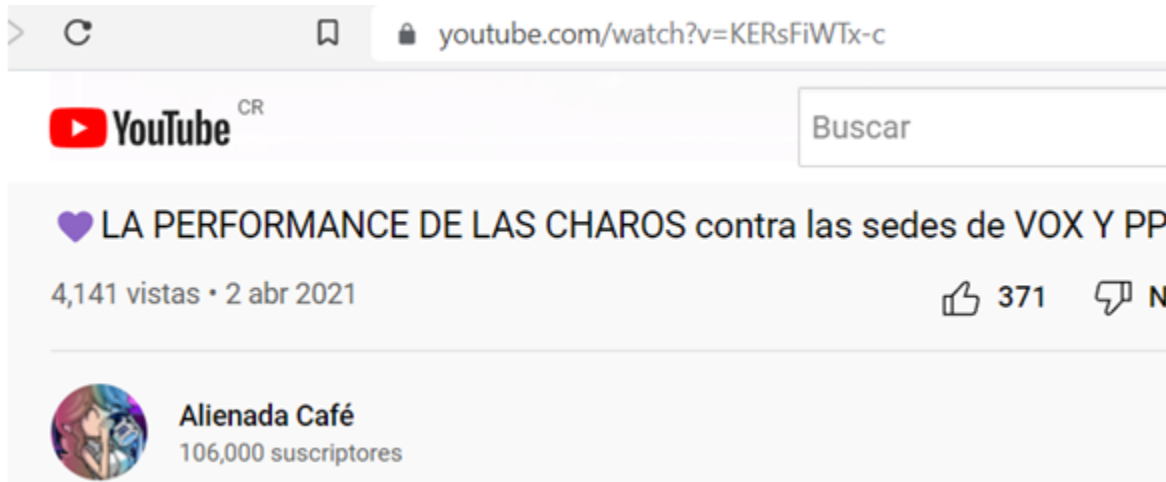 youtube.com/watch?v=KERsFiWTx-c
YouTube CR
Buscar
LA PERFORMANCE DE LAS CHAROS contra las sedes de VOX Y PP
4,141 vistas • 2 abr 2021
371 N
Alienada Café
106,000 suscriptores